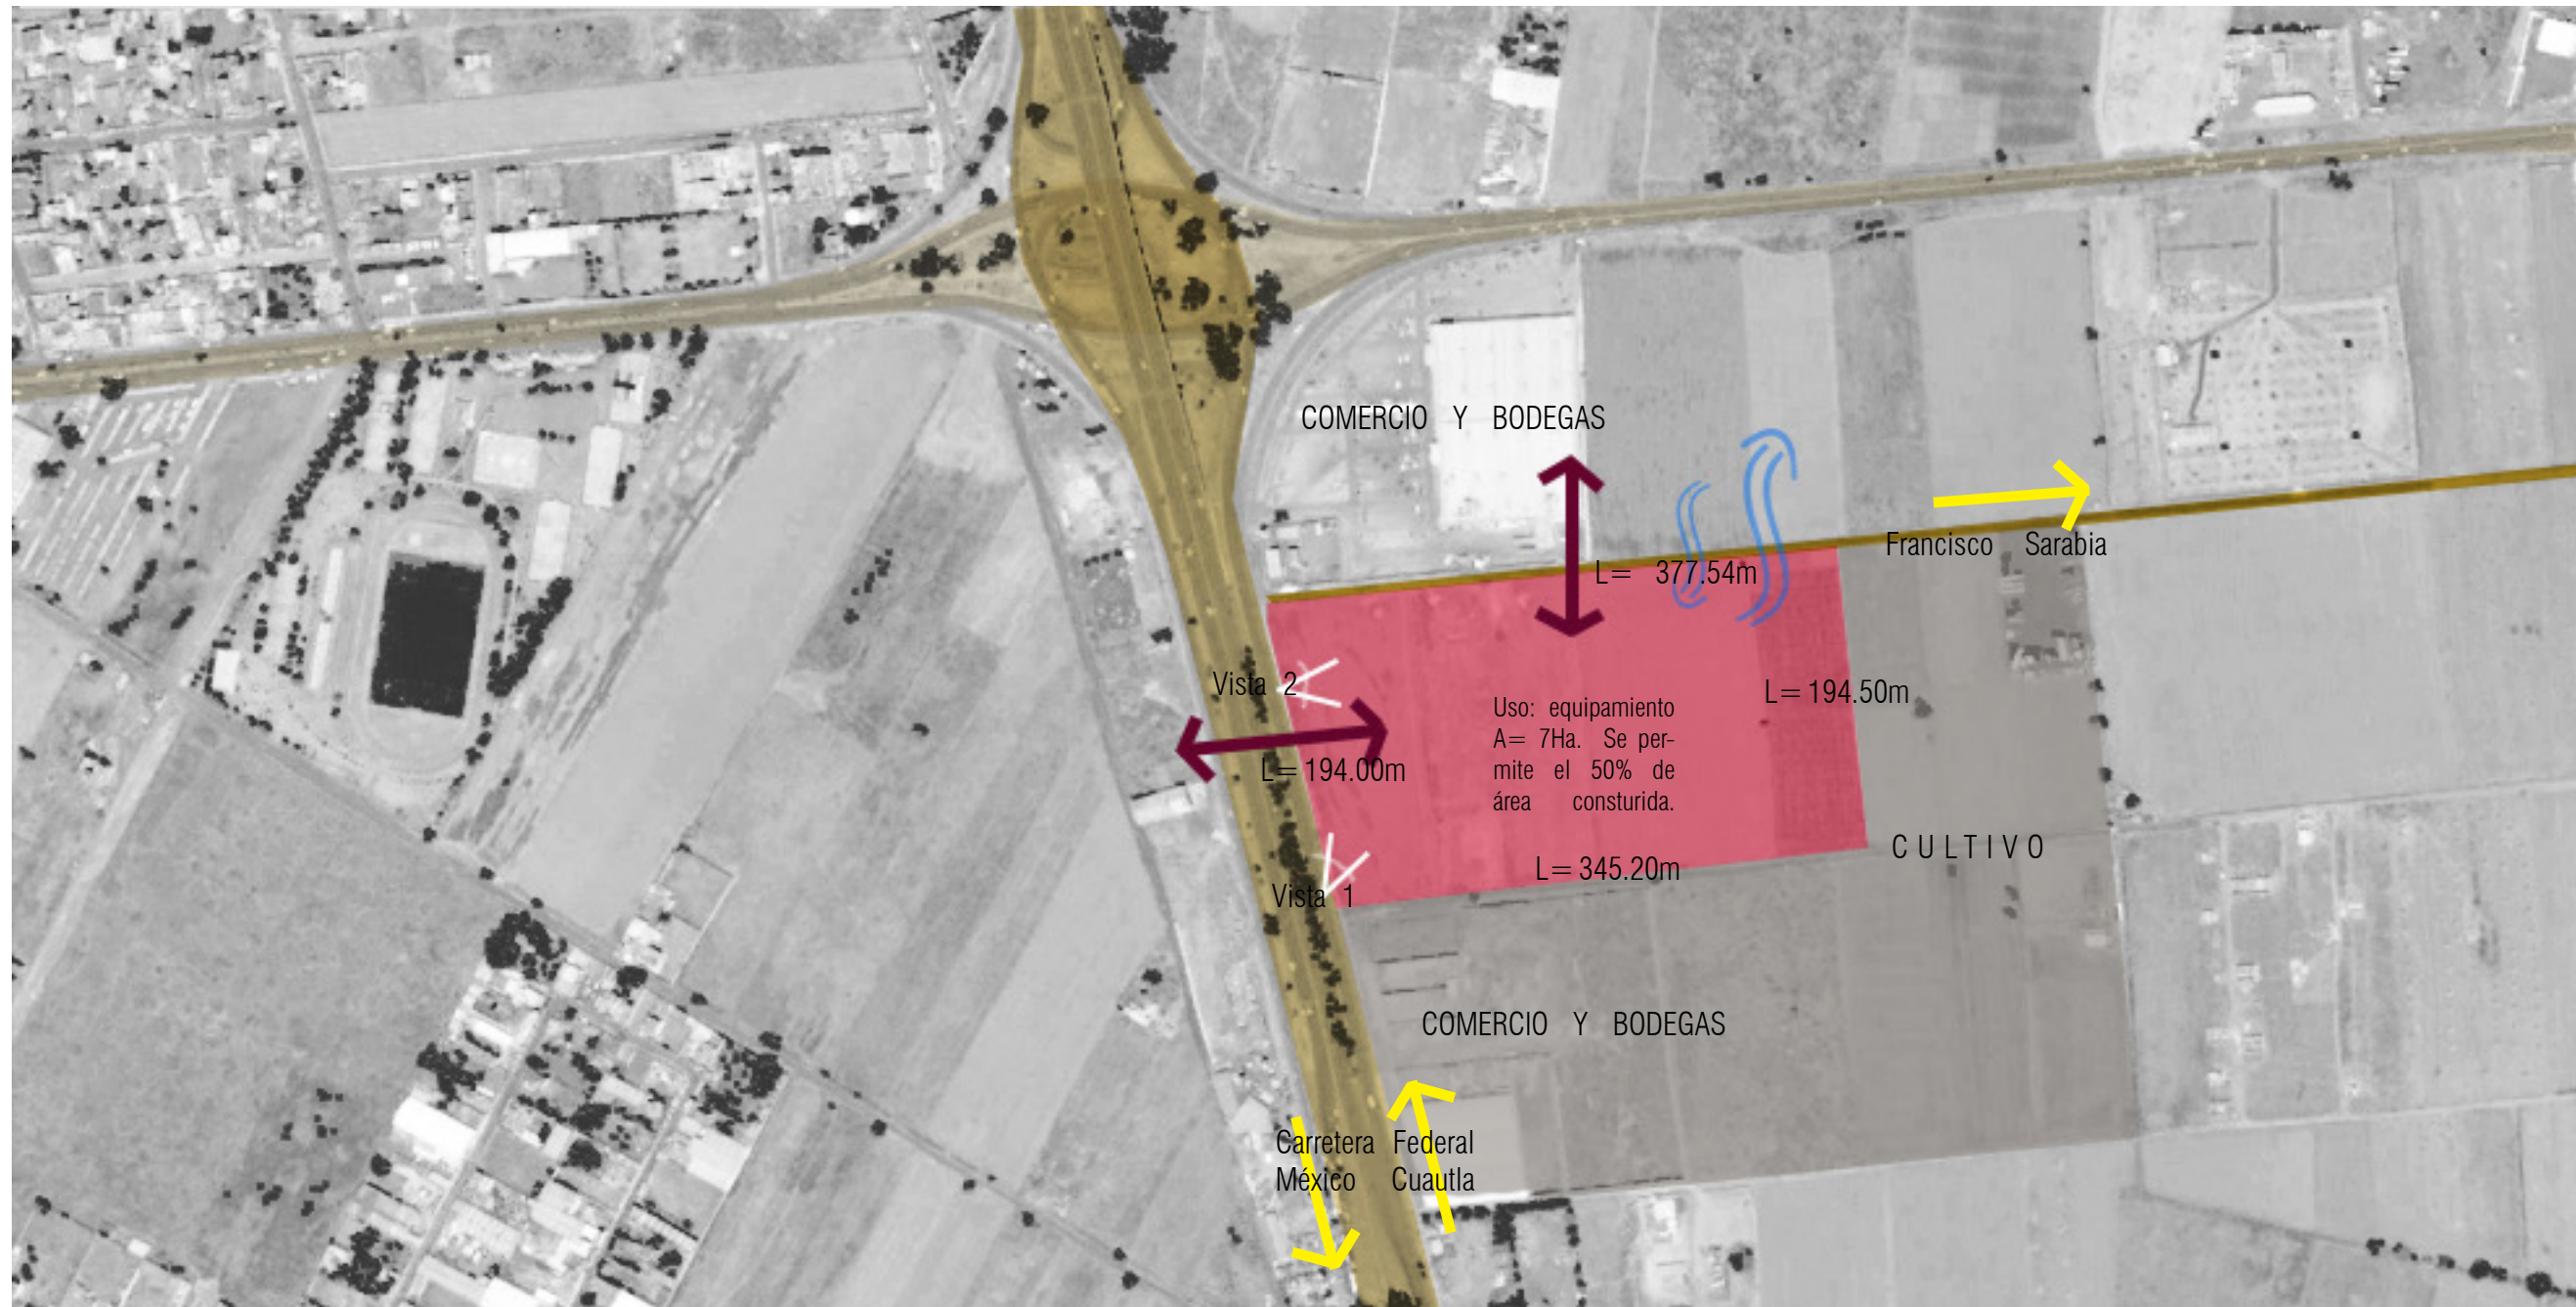 COMERCIO Y BODEGAS
Francisco Sarabia
L= 377.54m
Vista 2
L= 194.50m
Uso: equipamiento
A= 7Ha. Se per-
mite el 50% de
área consturida.
L= 194.00m
CULTIVO
L= 345.20m
Vista 1
COMERCIO Y BODEGAS
Carretera Federal
México Cuautla